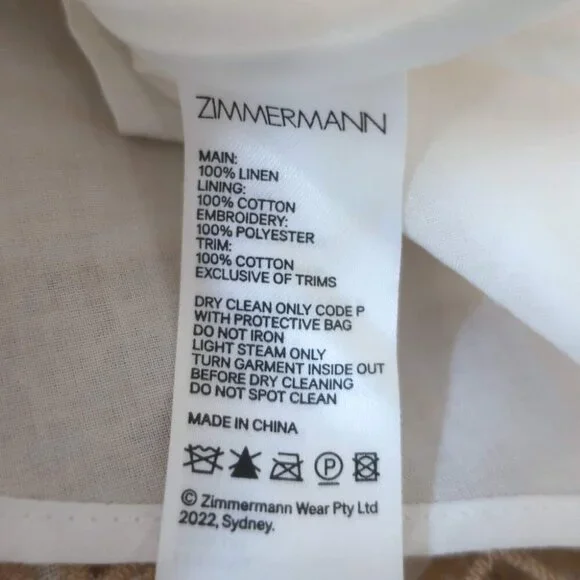 ZIMMERMANN
MAIN:
100% LINEN
LINING:
100% COTTON
EMBROIDERY:
100% POLYESTER
TRIM:
100% COTTON
EXCLUSIVE OF TRIMS
DRY CLEAN ONLY CODE P
WITH PROTECTIVE BAG
DO NOT IRON
LIGHT STEAM ONLY
TURN GARMENT INSIDE OUT
BEFORE DRY CLEANING
DO NOT SPOT CLEAN
MADE IN CHINA
P
© Zimmermann Wear Pty Ltd
2022, Sydney.